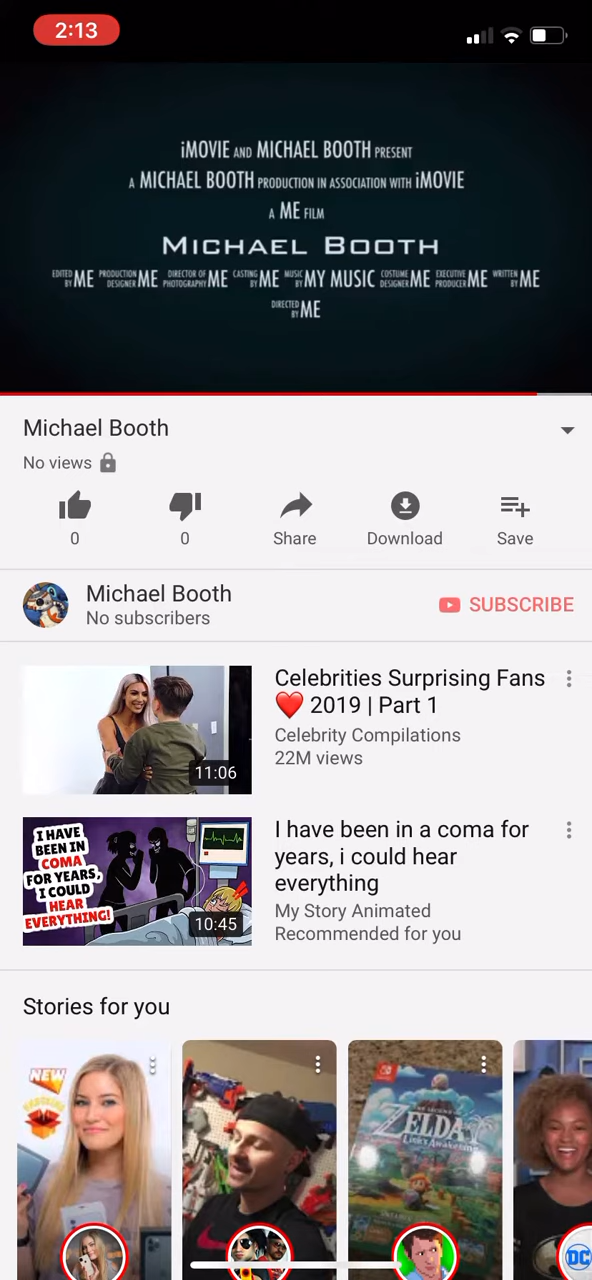 2:13
iMOVIE AND MICHAEL BOOTH PRESENT
A MICHAEL BOOTH PRODUCTION IN ASSOCIATION WITH iMOVIE
A ME FILM
MICHAEL BOOTH
EDITED BY ME PRODUCTION DESIGNER ME DIRECTOR OF PHOTOGRAPHY ME CASTING BY ME MUSIC BY MY MUSIC COSTUME DESIGNER ME EXECUTIVE PRODUCER ME WRITTEN BY ME
DIRECTED BY ME
Michael Booth
No views
0
0
Share
Download
Save
Michael Booth
No subscribers
SUBSCRIBE
11:06
Celebrities Surprising Fans
❤️ 2019 | Part 1
Celebrity Compilations
22M views
I HAVE
BEEN IN
COMA
FOR YEARS,
I COULD
HEAR
EVERYTHING!
10:45
I have been in a coma for
years, i could hear
everything
My Story Animated
Recommended for you
Stories for you
NEW
ZELDA
Link's Awakening
DC